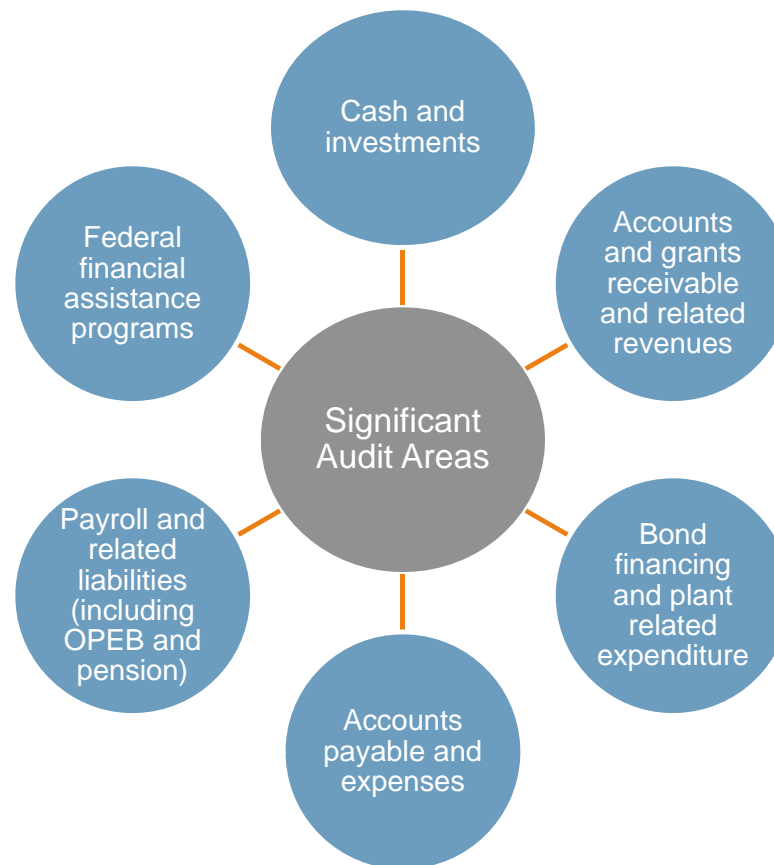 Cash and
investments
Federal
financial
assistance
programs
Accounts
and grants
receivable
and related
revenues
Significant
Audit Areas
Payroll and
related
liabilities
(including
OPEB and
pension)
Bond
financing
and plant
related
expenditure
Accounts
payable and
expenses